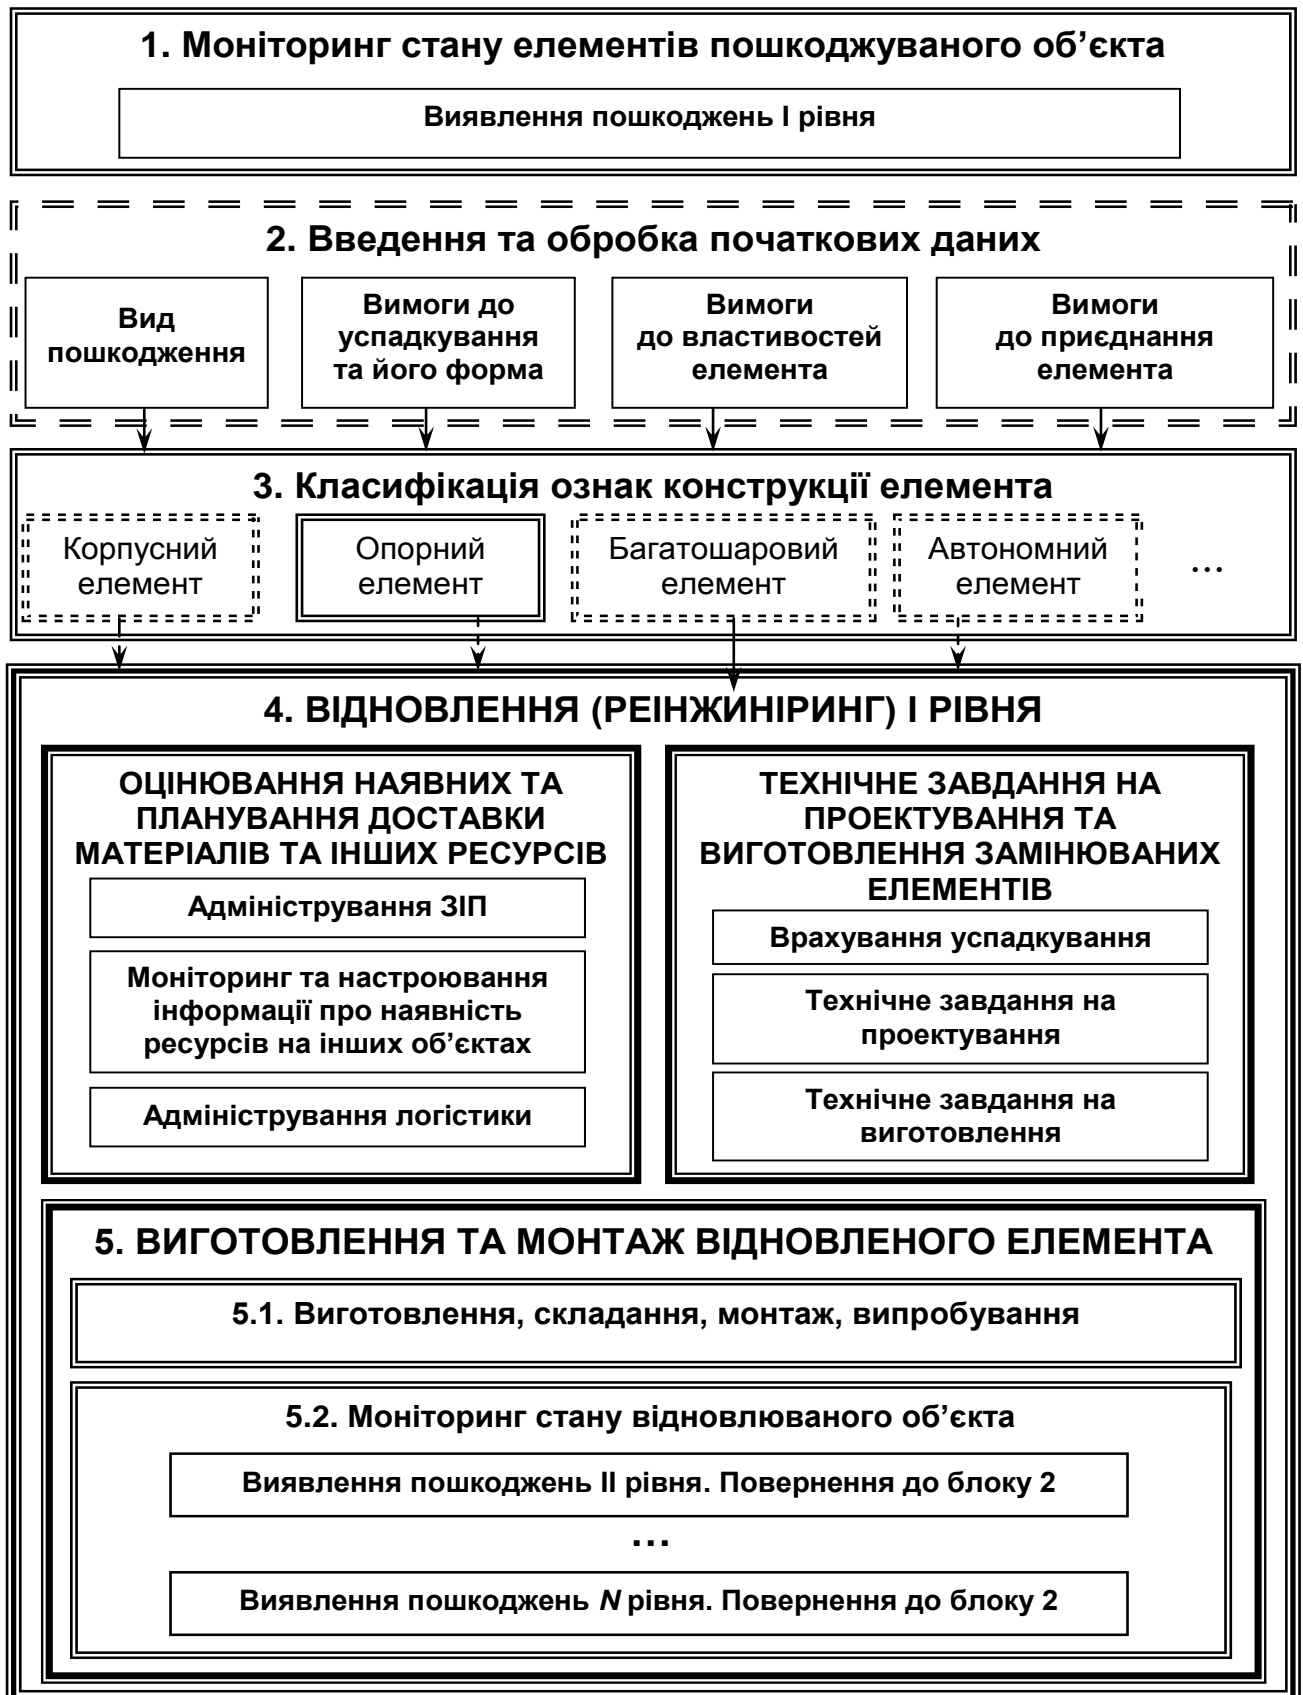 1. Моніторинг стану елементів пошкоджуваного об’єкта
Виявлення пошкоджень І рівня
2. Введення та обробка початкових даних
Вид
пошкодження
Вимоги до
успадкування
та його форма
Вимоги
до властивостей
елемента
Вимоги
до приєднання
елемента
3. Класифікація ознак конструкції елемента
Корпусний
елемент
Опорний
елемент
Багатошаровий
елемент
Автономний
елемент
…
4. ВІДНОВЛЕННЯ (РЕІНЖИНІРИНГ) І РІВНЯ
ОЦІНЮВАННЯ НАЯВНИХ ТА
ПЛАНУВАННЯ ДОСТАВКИ
МАТЕРІАЛІВ ТА ІНШИХ РЕСУРСІВ
Адміністрування ЗІП
Моніторинг та настроювання
інформації про наявність
ресурсів на інших об’єктах
Адміністрування логістики
ТЕХНІЧНЕ ЗАВДАННЯ НА
ПРОЕКТУВАННЯ ТА
ВИГОТОВЛЕННЯ ЗАМІНЮВАНИХ
ЕЛЕМЕНТІВ
Врахування успадкування
Технічне завдання на
проектування
Технічне завдання на
виготовлення
5. ВИГОТОВЛЕННЯ ТА МОНТАЖ ВІДНОВЛЕНОГО ЕЛЕМЕНТА
5.1. Виготовлення, складання, монтаж, випробування
5.2. Моніторинг стану відновлюваного об’єкта
Виявлення пошкоджень ІІ рівня. Повернення до блоку 2
…
Виявлення пошкоджень N рівня. Повернення до блоку 2